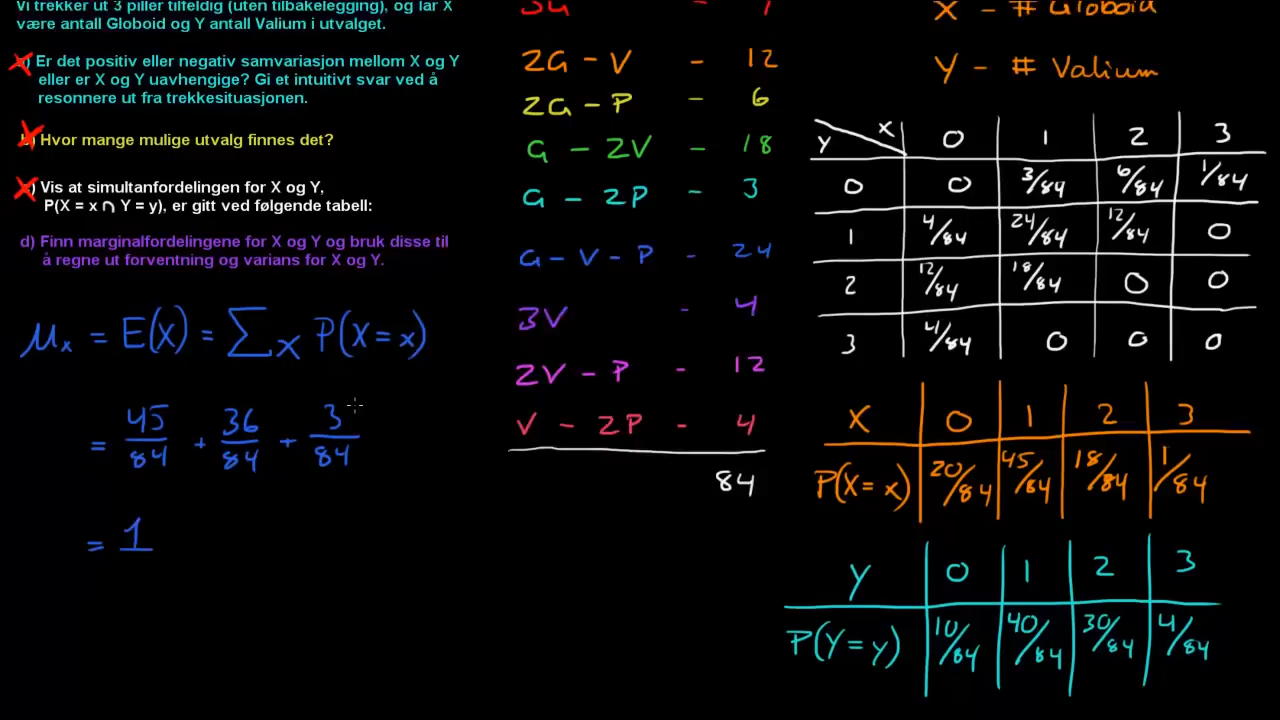 Vi trekker ut 3 piller tilfeldig (uten tilbakelegging), og lar X
være antall Globoid og Y antall Valium i utvalget.
a) Er det positiv eller negativ samvariasjon mellom X og Y
eller er X og Y uavhengige? Gi et intuitivt svar ved å
resonnere ut fra trekkesituasjonen.
b) Hvor mange mulige utvalg finnes det?
c) Vis at simultanfordelingen for X og Y,
P(X = x ∩ Y = y), er gitt ved følgende tabell:
d) Finn marginalfordelingene for X og Y og bruk disse til
å regne ut forventning og varians for X og Y.
μx = E(X) = Σ x P(X = x)
= 45/84 + 36/84 + 3/84
= 1
3G - 1
2G - V - 12
2G - P - 6
G - 2V - 18
G - 2P - 3
G - V - P - 24
3V - 4
2V - P - 12
V - 2P - 4
84
X - # Globoid
Y - # Valium
Y X 0 1 2 3
0 0 3/84 6/84 1/84
1 4/84 24/84 12/84 0
2 12/84 18/84 0 0
3 4/84 0 0 0
X 0 1 2 3
P(X = x) 20/84 45/84 18/84 1/84
Y 0 1 2 3
P(Y = y) 10/84 40/84 30/84 4/84